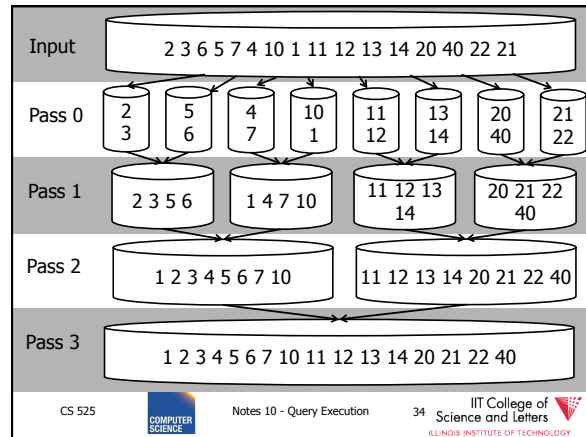 Input
2 3 6 5 7 4 10 1 11 12 13 14 20 40 22 21
Pass 0
2
3
5
6
4
7
10
1
11
12
13
14
20
40
21
22
Pass 1
2 3 5 6
1 4 7 10
11 12 13
14
20 21 22
40
Pass 2
1 2 3 4 5 6 7 10
11 12 13 14 20 21 22 40
Pass 3
1 2 3 4 5 6 7 10 11 12 13 14 20 21 22 40
CS 525
COMPUTER
SCIENCE
Notes 10 - Query Execution
34
IIT College of
Science and Letters
ILLINOIS INSTITUTE OF TECHNOLOGY